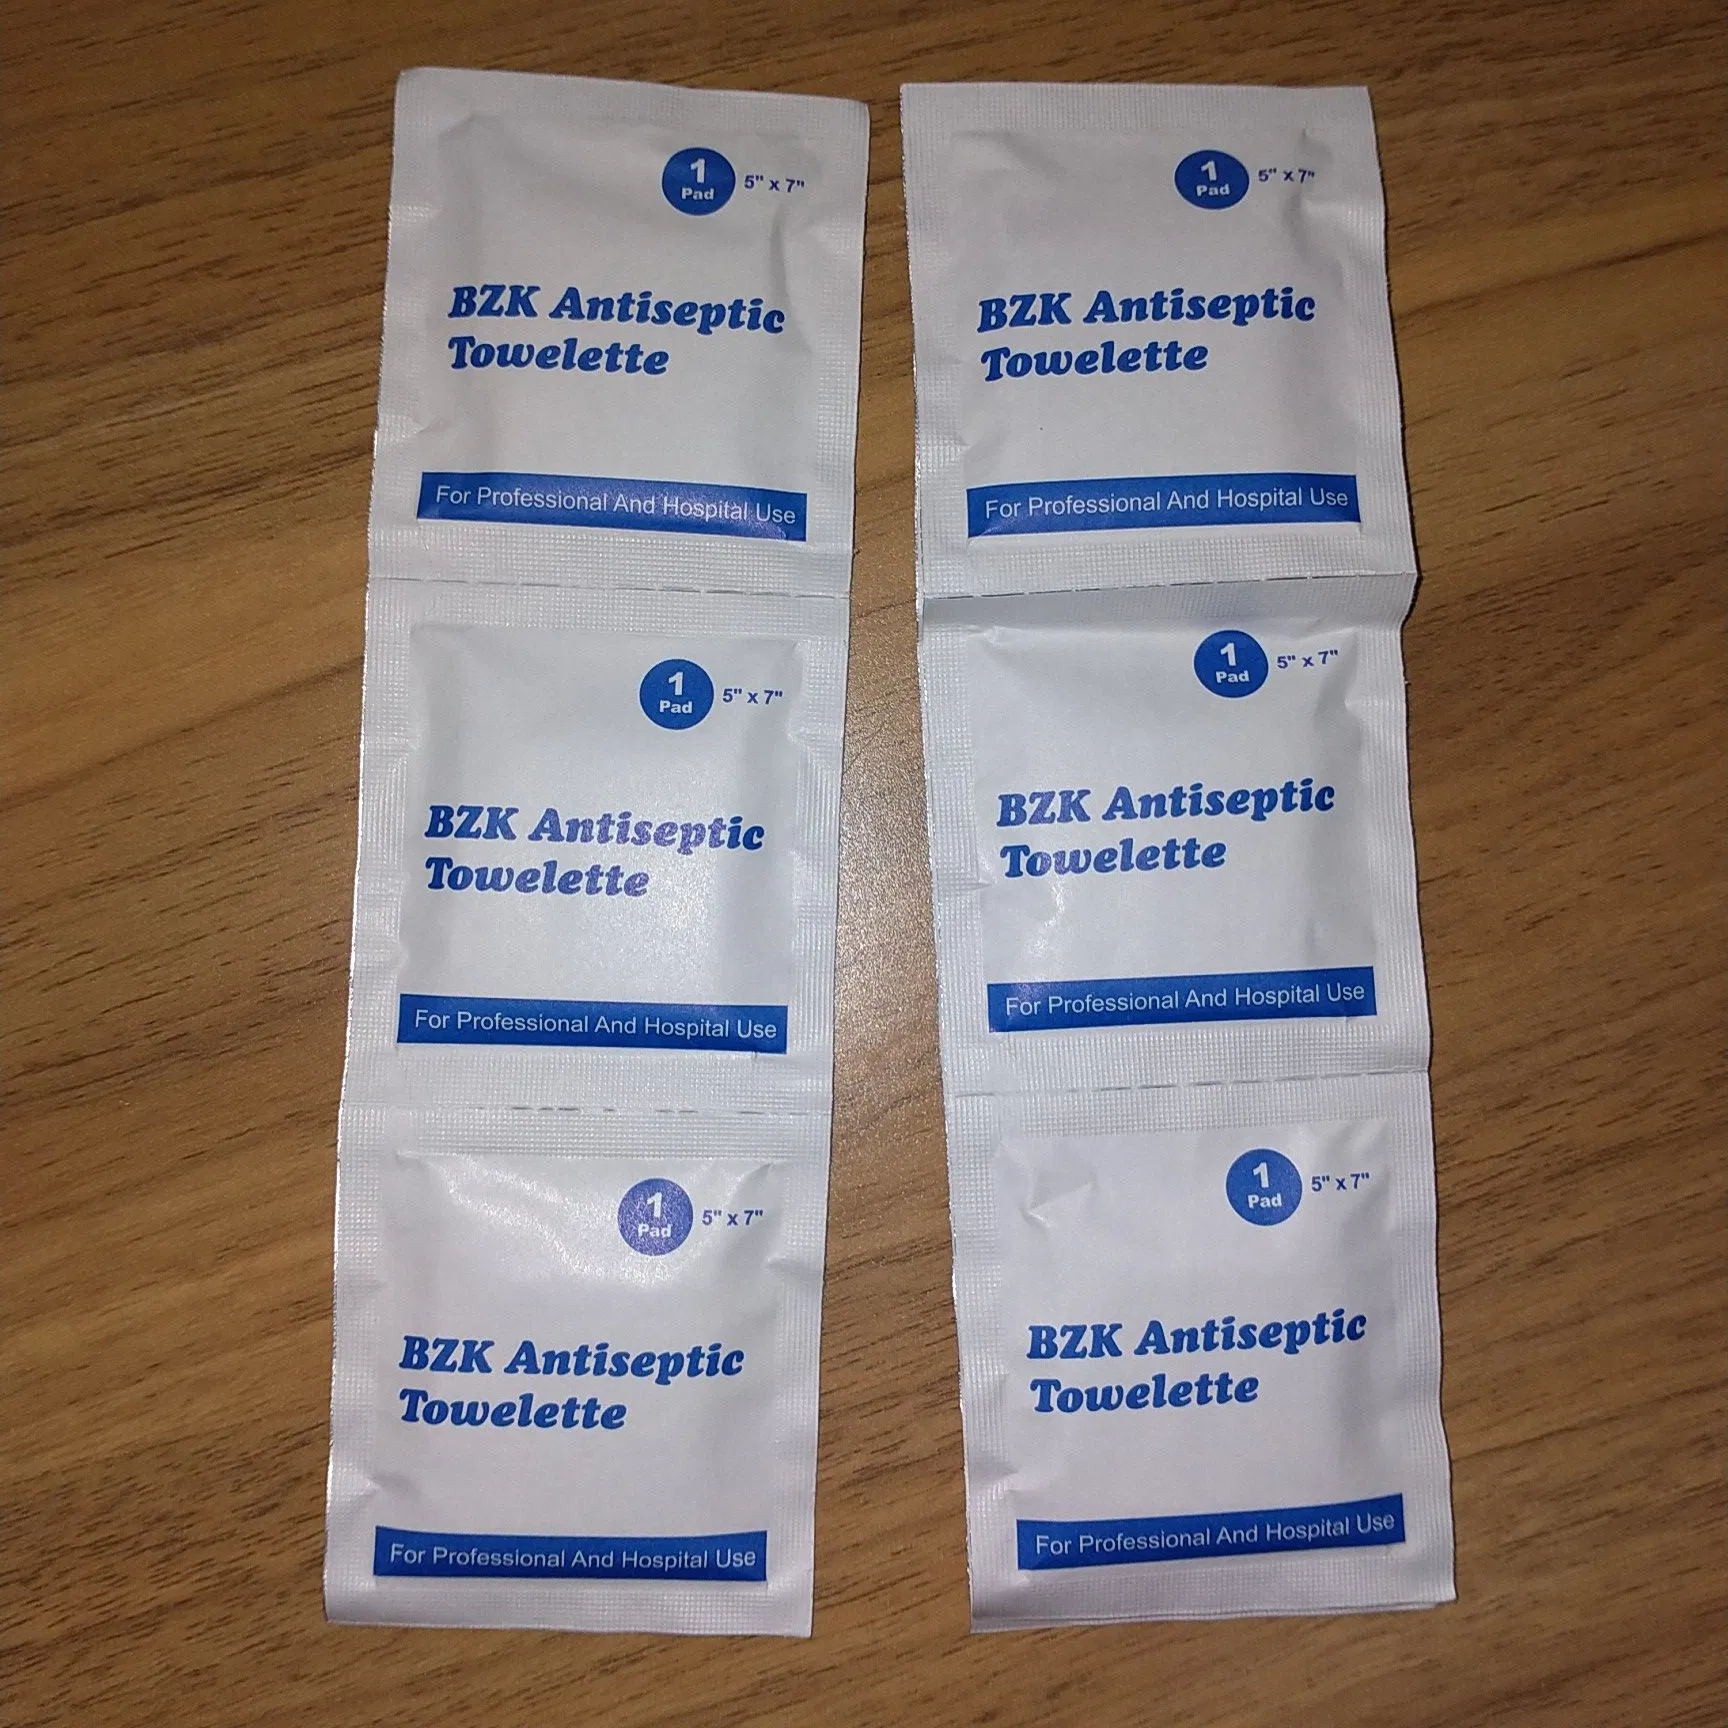 1
Pad
5" x 7"
BZK Antiseptic
Towelette
For Professional And Hospital Use
1
Pad
5" x 7"
BZK Antiseptic
Towelette
For Professional And Hospital Use
1
Pad
5" x 7"
BZK Antiseptic
Towelette
For Professional And Hospital Use
1
Pad
5" x 7"
BZK Antiseptic
Towelette
For Professional And Hospital Use
1
Pad
5" x 7"
BZK Antiseptic
Towelette
For Professional And Hospital Use
1
Pad
5" x 7"
BZK Antiseptic
Towelette
For Professional And Hospital Use